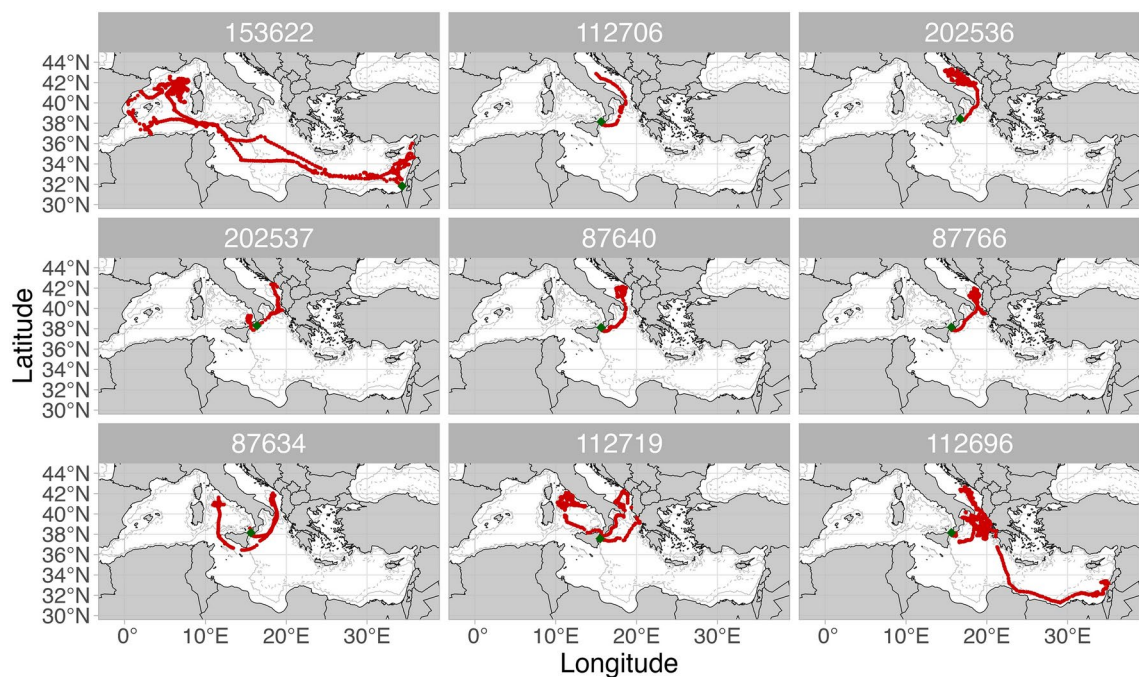 153622 112706 202536
44°N
42°N
40°N
38°N
36°N
34°N
32°N
30°N
202537 87640 87766
44°N
42°N
40°N
38°N
36°N
34°N
32°N
30°N
Latitude
87634 112719 112696
44°N
42°N
40°N
38°N
36°N
34°N
32°N
30°N
0° 10°E 20°E 30°E 0° 10°E 20°E 30°E 0° 10°E 20°E 30°E
Longitude